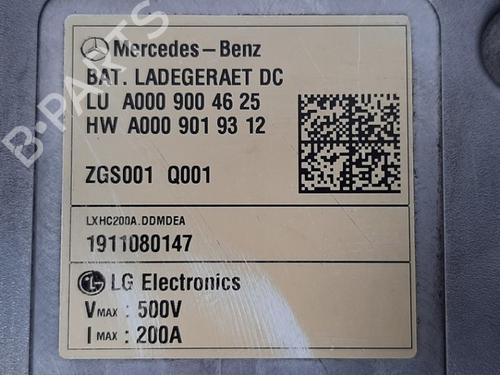 Mercedes-Benz
BAT. LADEGERAET DC
LU A000 900 46 25
HW A000 901 93 12
ZGS001 Q001
LXHC200A.DDMDEA
1911080147
LG Electronics
VMAX : 500V
IMAX : 200A